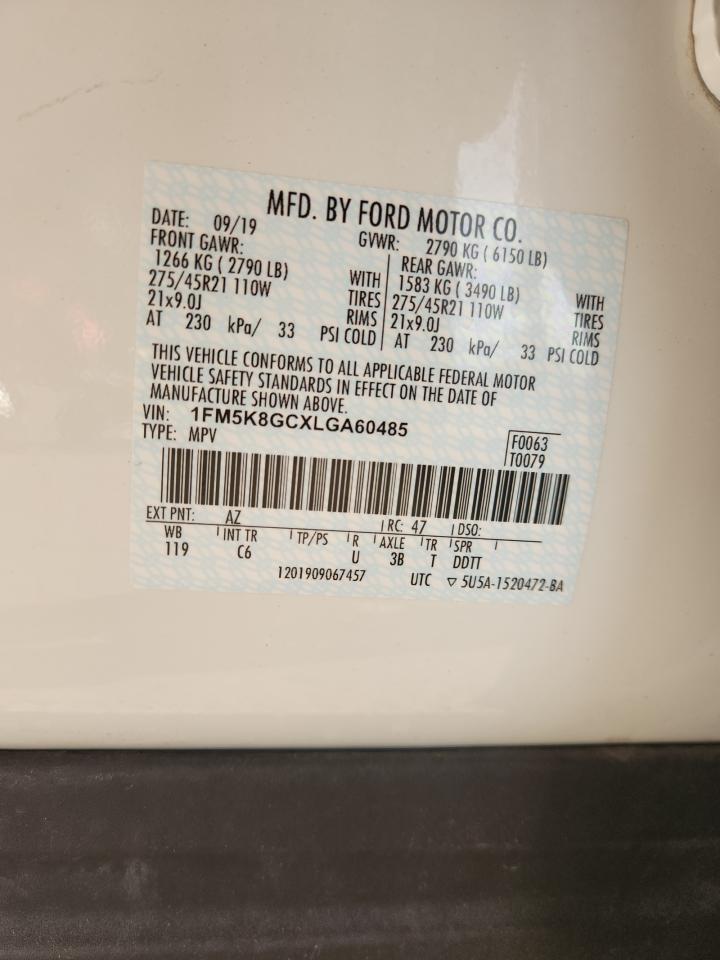 MFD. BY FORD MOTOR CO.
DATE: 09/19 GVWR: 2790 KG ( 6150 LB)
FRONT GAWR: REAR GAWR:
1266 KG ( 2790 LB) WITH 1583 KG ( 3490 LB) WITH
275/45R21 110W TIRES 275/45R21 110W TIRES
21x9.0J RIMS 21x9.0J RIMS
AT 230 kPa/ 33 PSI COLD AT 230 kPa/ 33 PSI COLD
THIS VEHICLE CONFORMS TO ALL APPLICABLE FEDERAL MOTOR
VEHICLE SAFETY STANDARDS IN EFFECT ON THE DATE OF
MANUFACTURE SHOWN ABOVE.
VIN: 1FM5K8GCXLGA60485
TYPE: MPV
F0063
T0079
EXT PNT: AZ RC: 47 DSO:
WB INT TR TP/PS R AXLE TR SPR
119 C6 U 3B T DDTT
1201909067457 UTC ▽ 5U5A-1520472-BA